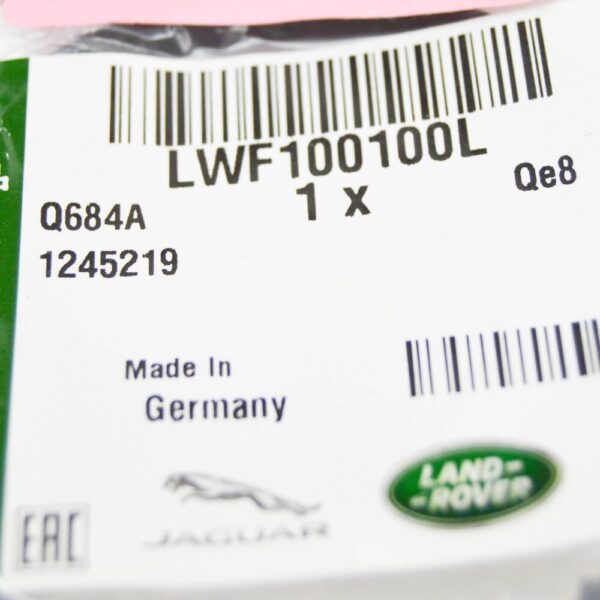 LWF100100L
1 x
Qe8
Q684A
1245219
Made In
Germany
EAC
JAGUAR
LAND-
-ROVER